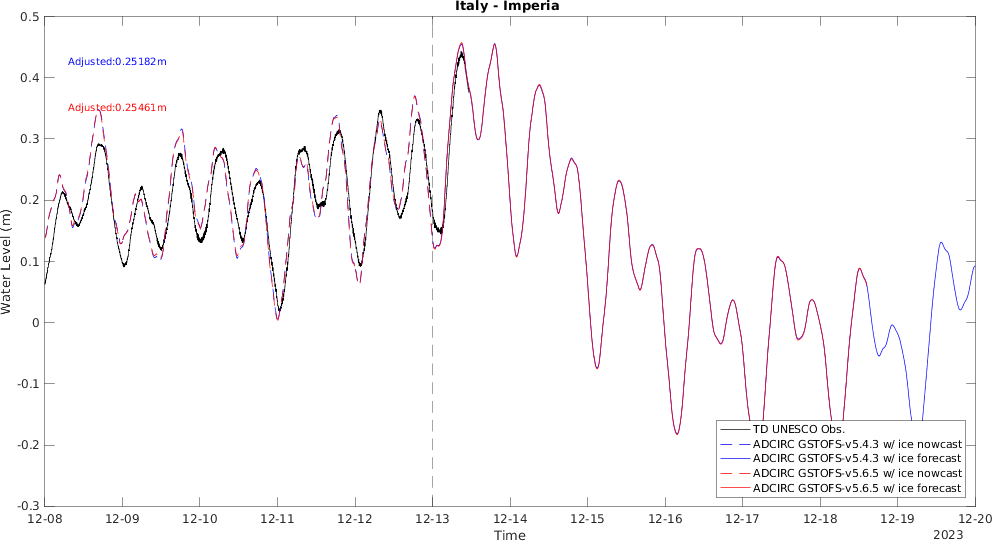 Italy - Imperia
0.5
Adjusted:0.25182m
0.4
Adjusted:0.25461m
0.3
0.2
0.1
0
-0.1
-0.2
-0.3
Water Level (m)
TD UNESCO Obs.
ADCIRC GSTOFS-v5.4.3 w/ ice nowcast
ADCIRC GSTOFS-v5.4.3 w/ ice forecast
ADCIRC GSTOFS-v5.6.5 w/ ice nowcast
ADCIRC GSTOFS-v5.6.5 w/ ice forecast
12-08 12-09 12-10 12-11 12-12 12-13 12-14 12-15 12-16 12-17 12-18 12-19 12-20
Time
2023